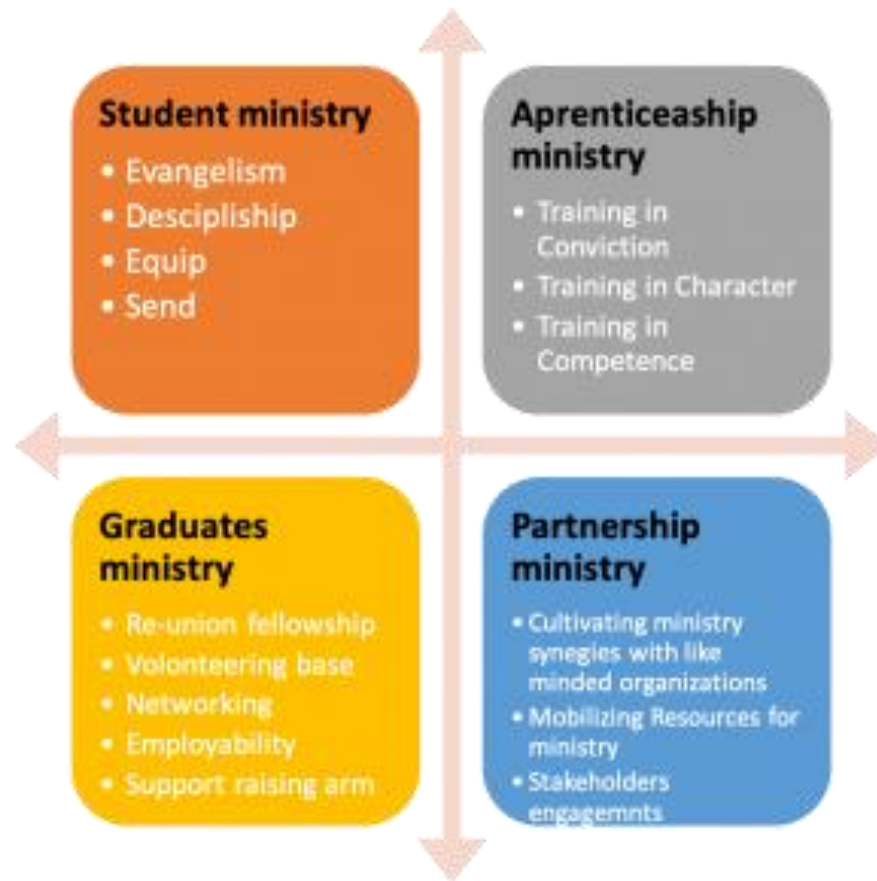 Student ministry
• Evangelism
• Descipliship
• Equip
• Send
Aprenticeaship
ministry
• Training in
Conviction
• Training in Character
• Training in
Competence
Graduates
ministry
• Re-union fellowship
• Volonteering base
• Networking
• Employability
• Support raising arm
Partnership
ministry
• Cultivating ministry
synegies with like
minded organizations
• Mobilizing Resources for
ministry
• Stakeholders
engagemnts